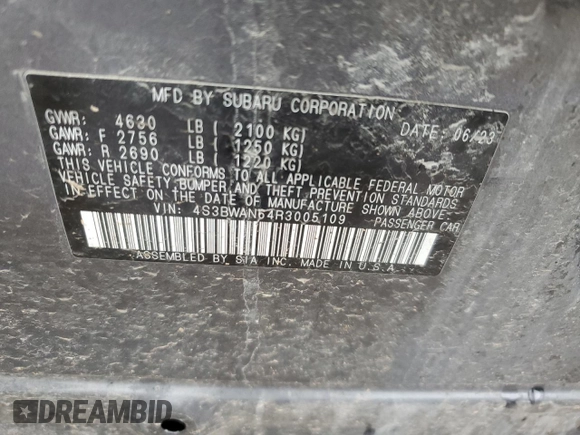 MFD BY SUBARU CORPORATION
GVWR: 4630 LB ( 2100 KG) DATE: 06/23
GAWR: F 2756 LB ( 1250 KG)
GAWR: R 2690 LB ( 1220 KG)
THIS VEHICLE CONFORMS TO ALL APPLICABLE FEDERAL MOTOR
VEHICLE SAFETY, BUMPER, AND THEFT PREVENTION STANDARDS
IN EFFECT ON THE DATE OF MANUFACTURE SHOWN ABOVE.
VIN: 4S3BWAN64R3005109 PASSENGER CAR
ASSEMBLED BY SIA INC. MADE IN U.S.A
DREAMBID